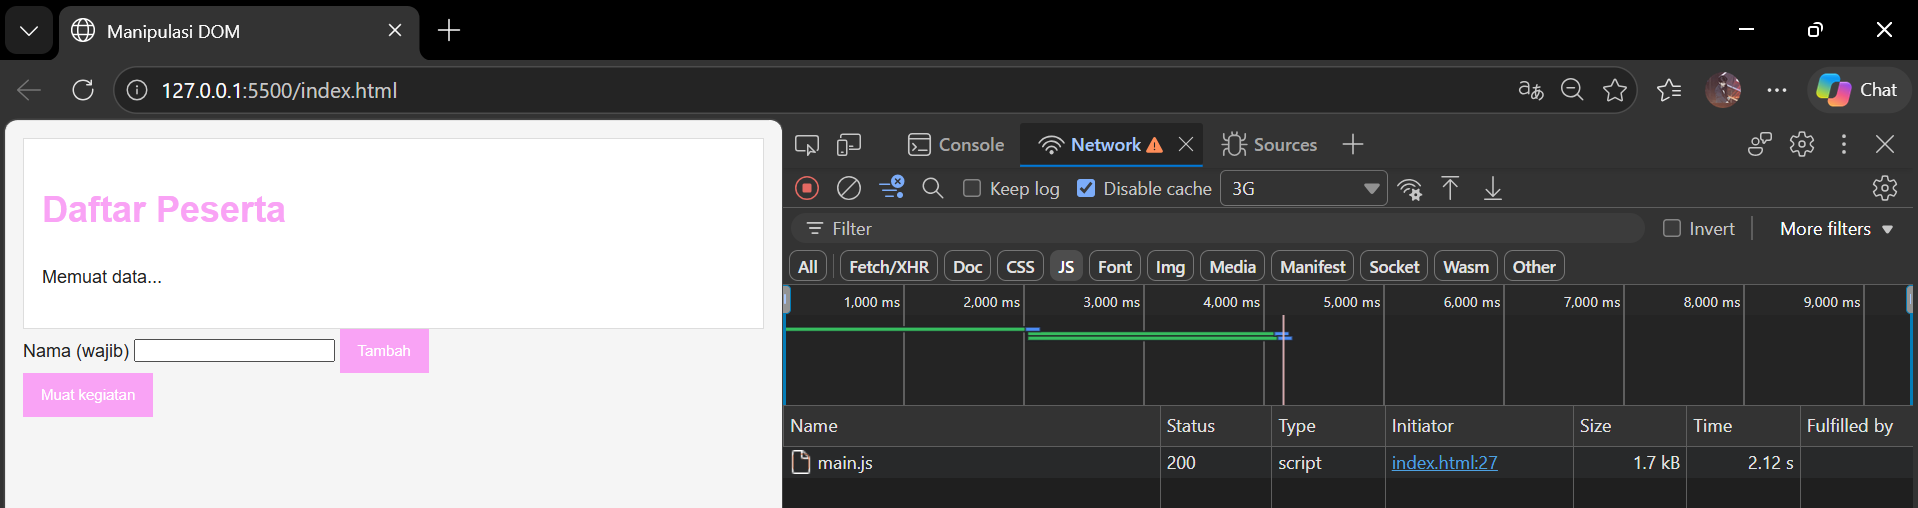 Manipulasi DOM
127.0.0.1:5500/index.html
Chat
Daftar Peserta
Memuat data...
Nama (wajib) Tambah
Muat kegiatan
Console Network Sources
Keep log Disable cache 3G
Filter Invert More filters
All Fetch/XHR Doc CSS JS Font Img Media Manifest Socket Wasm Other
1,000 ms 2,000 ms 3,000 ms 4,000 ms 5,000 ms 6,000 ms 7,000 ms 8,000 ms 9,000 ms
Name Status Type Initiator Size Time Fulfilled by
main.js 200 script index.html:27 1.7 kB 2.12 s